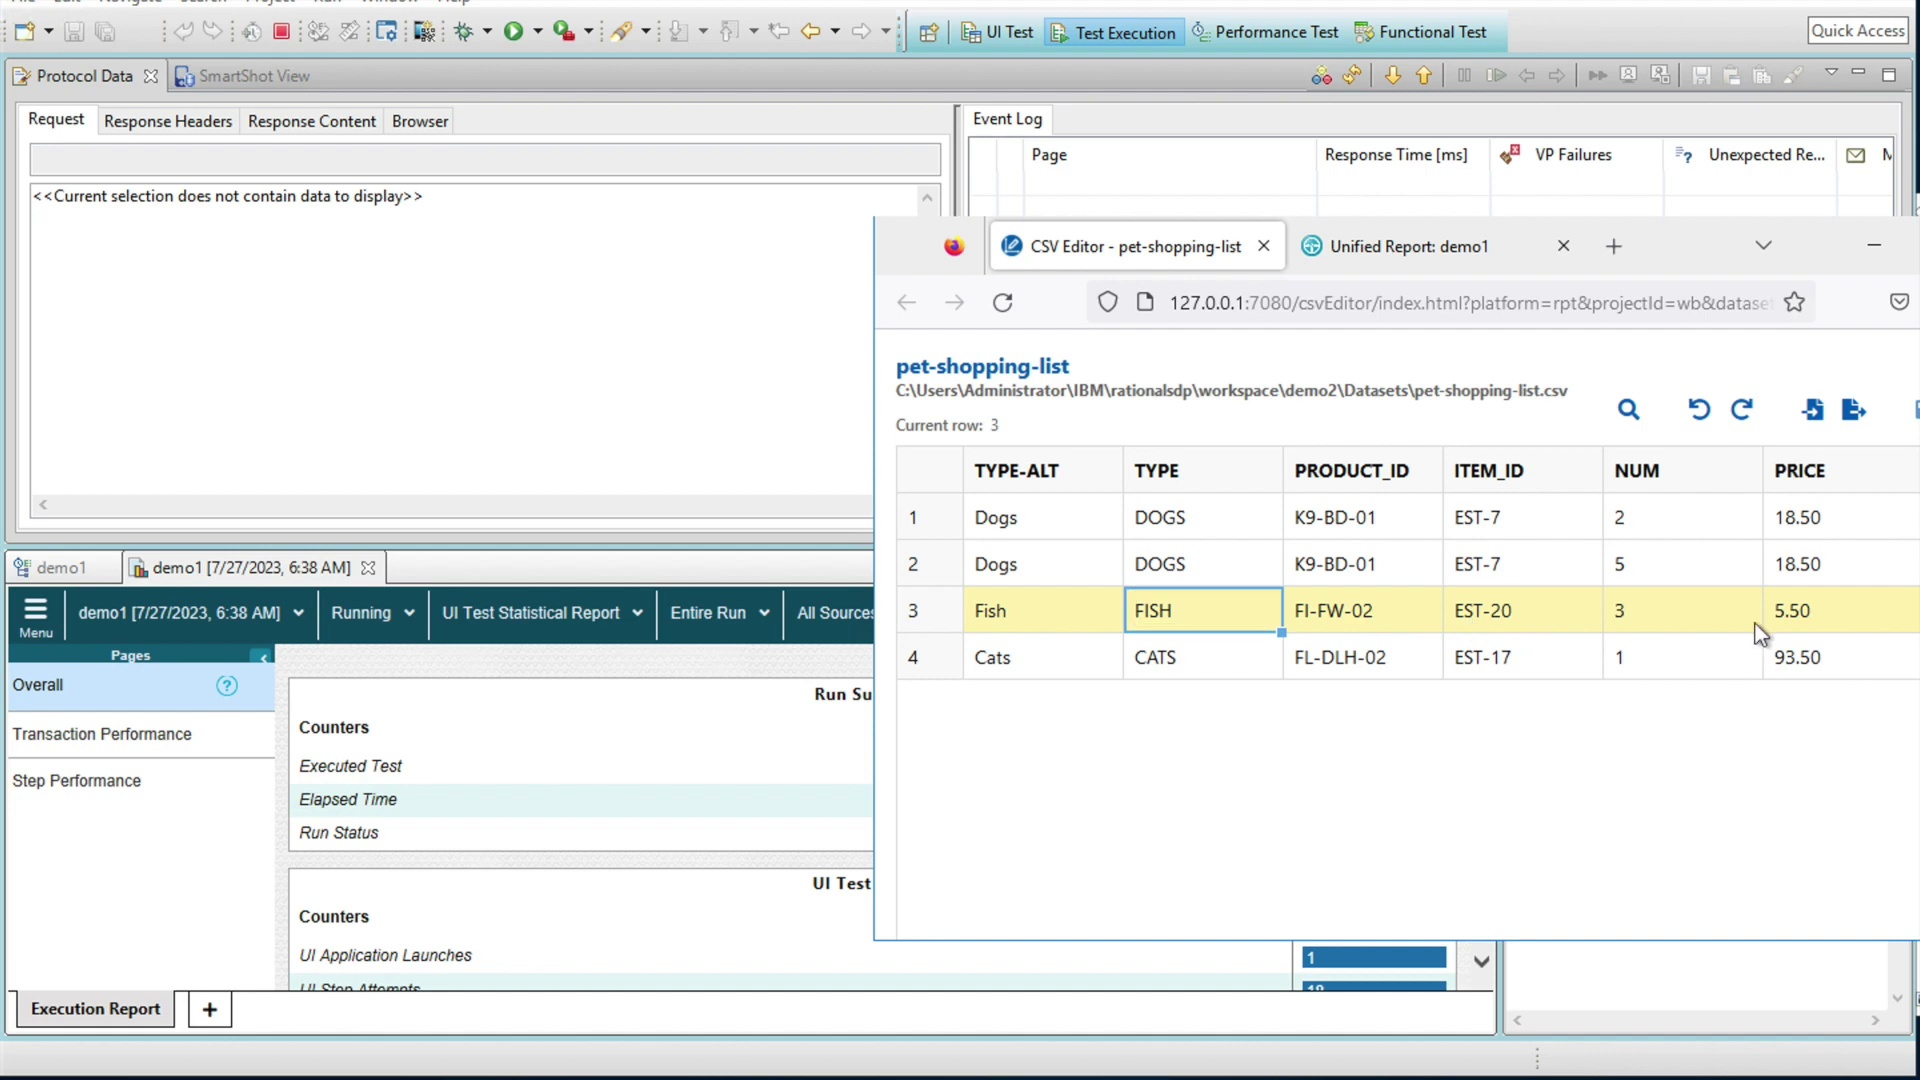 Quick Access
UI Test
Test Execution
Performance Test
Functional Test
Protocol Data
SmartShot View
Request
Response Headers
Response Content
Browser
<<Current selection does not contain data to display>>
Event Log
Page
Response Time [ms]
VP Failures
Unexpected Re...
CSV Editor - pet-shopping-list
Unified Report: demo1
127.0.0.1:7080/csvEditor/index.html?platform=rpt&projectId=wb&datase
pet-shopping-list
C:\Users\Administrator\IBM\rationalsdp\workspace\demo2\Datasets\pet-shopping-list.csv
Current row: 3
TYPE-ALT TYPE PRODUCT_ID ITEM_ID NUM PRICE
1 Dogs DOGS K9-BD-01 EST-7 2 18.50
2 Dogs DOGS K9-BD-01 EST-7 5 18.50
3 Fish FISH FI-FW-02 EST-20 3 5.50
4 Cats CATS FL-DLH-02 EST-17 1 93.50
demo1
demo1 [7/27/2023, 6:38 AM]
Menu
demo1 [7/27/2023, 6:38 AM]
Running
UI Test Statistical Report
Entire Run
All Sources
Pages
Overall
Transaction Performance
Step Performance
Run Su
Counters
Executed Test
Elapsed Time
Run Status
UI Test
Counters
UI Application Launches
1
UI Step Attempts
18
Execution Report
+